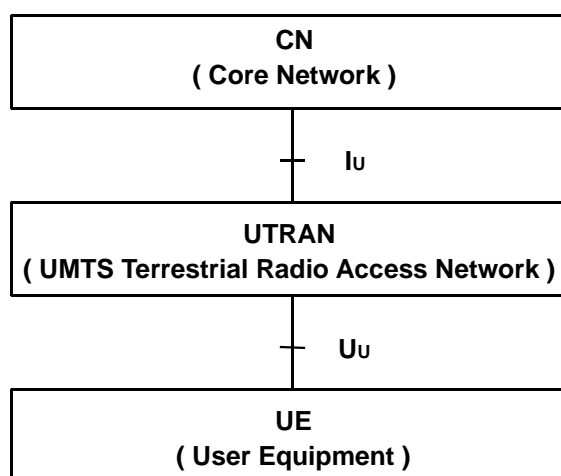 CN
( Core Network )
IU
UTRAN
( UMTS Terrestrial Radio Access Network )
UU
UE
( User Equipment )